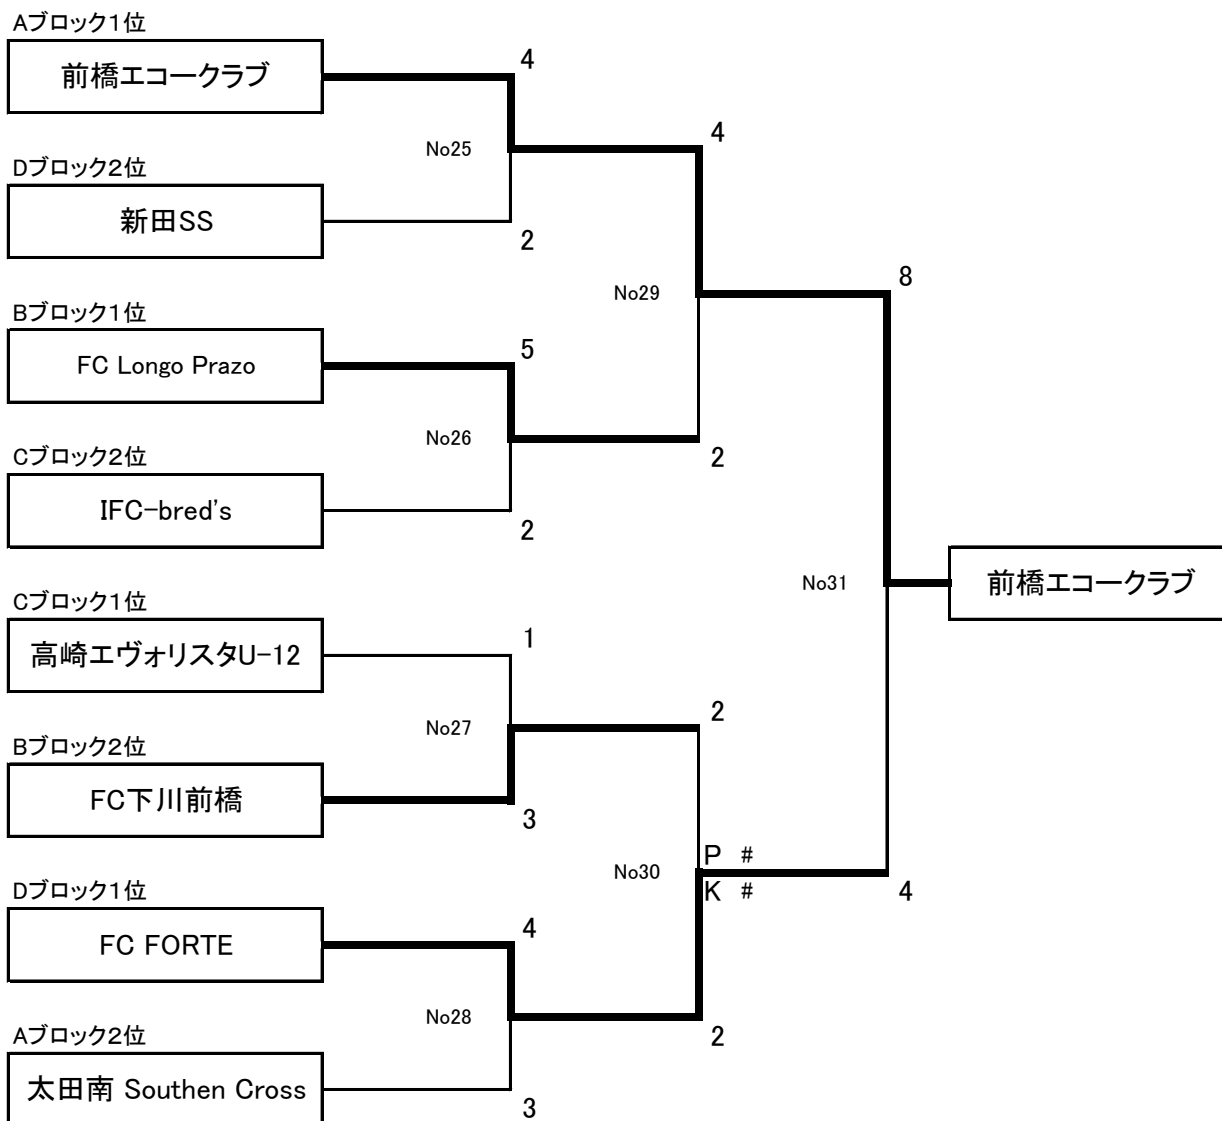 Aブロック1位
前橋エコークラブ
4
No25
4
Dブロック2位
新田SS
2
No29
8
Bブロック1位
FC Longo Prazo
5
No26
2
Cブロック2位
IFC-bred's
2
No31
前橋エコークラブ
Cブロック1位
高崎エヴォリスタU-12
1
No27
2
Bブロック2位
FC下川前橋
3
No30
P #
K #
4
Dブロック1位
FC FORTE
4
No28
2
Aブロック2位
太田南 Southen Cross
3